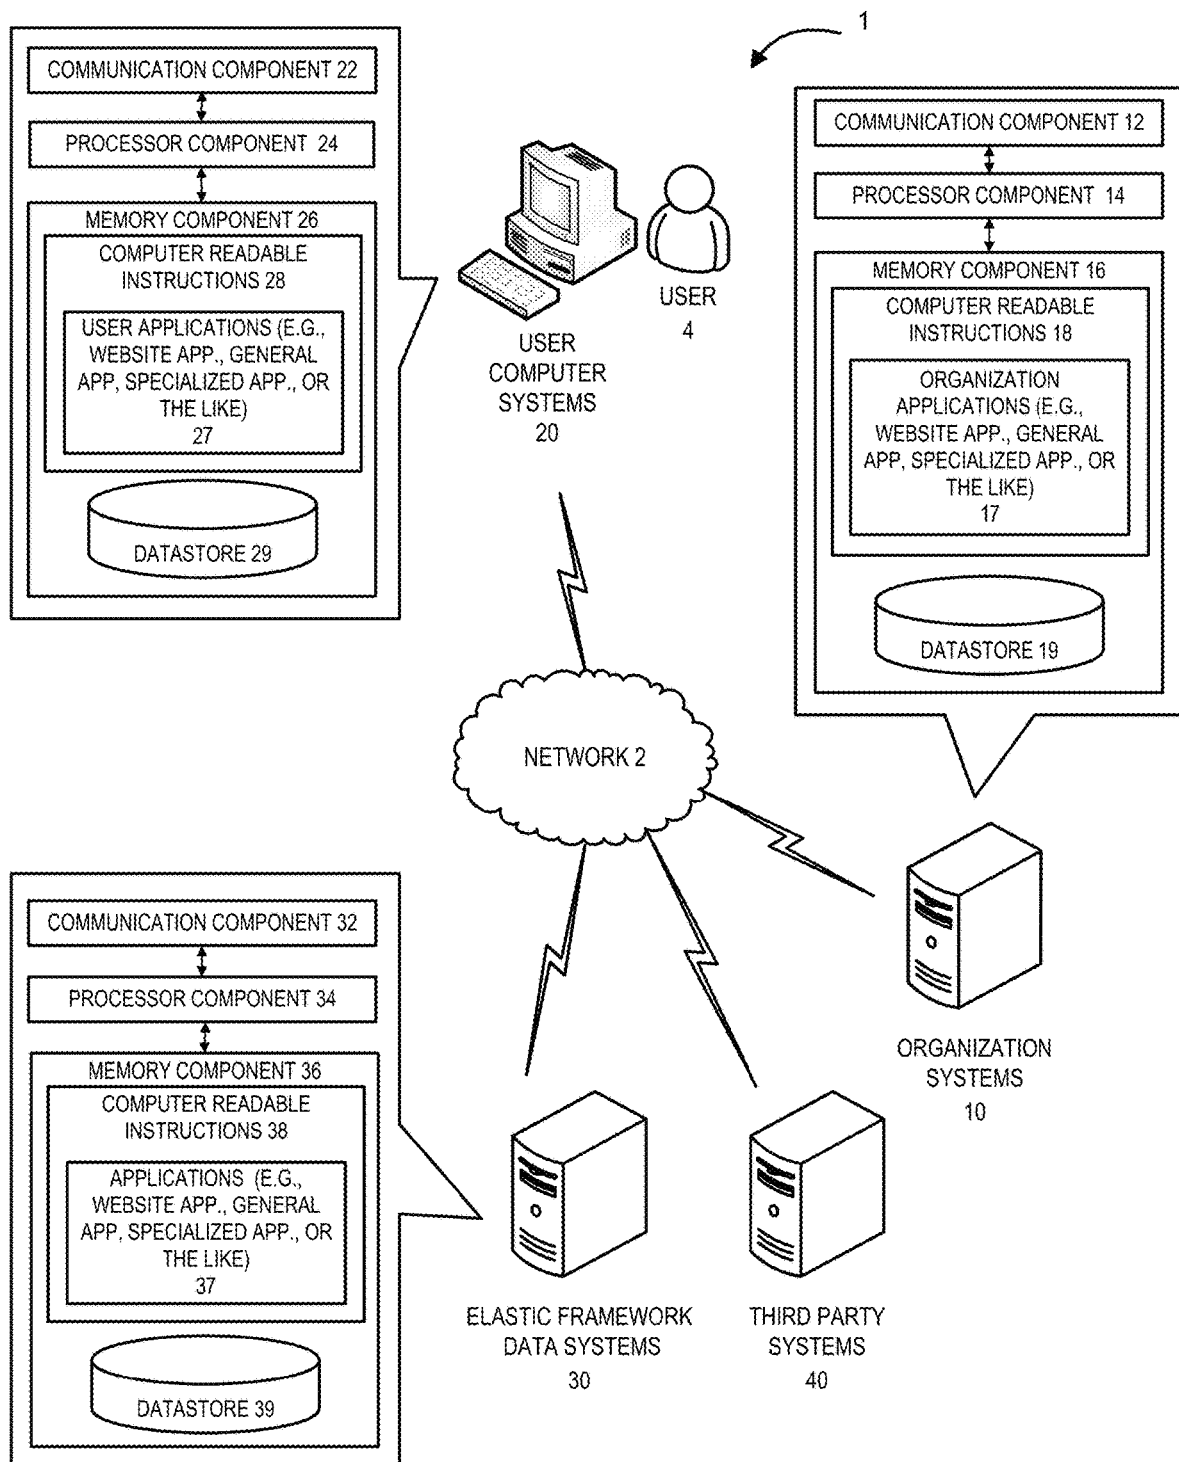 1
COMMUNICATION COMPONENT 22
PROCESSOR COMPONENT 24
MEMORY COMPONENT 26
COMPUTER READABLE
INSTRUCTIONS 28
USER APPLICATIONS (E.G.,
WEBSITE APP., GENERAL
APP, SPECIALIZED APP., OR
THE LIKE)
27
DATASTORE 29
USER
COMPUTER
SYSTEMS
20
USER
4
COMMUNICATION COMPONENT 12
PROCESSOR COMPONENT 14
MEMORY COMPONENT 16
COMPUTER READABLE
INSTRUCTIONS 18
ORGANIZATION
APPLICATIONS (E.G.,
WEBSITE APP., GENERAL
APP, SPECIALIZED APP., OR
THE LIKE)
17
DATASTORE 19
NETWORK 2
ORGANIZATION
SYSTEMS
10
COMMUNICATION COMPONENT 32
PROCESSOR COMPONENT 34
MEMORY COMPONENT 36
COMPUTER READABLE
INSTRUCTIONS 38
APPLICATIONS (E.G.,
WEBSITE APP., GENERAL
APP, SPECIALIZED APP., OR
THE LIKE)
37
DATASTORE 39
ELASTIC FRAMEWORK
DATA SYSTEMS
30
THIRD PARTY
SYSTEMS
40